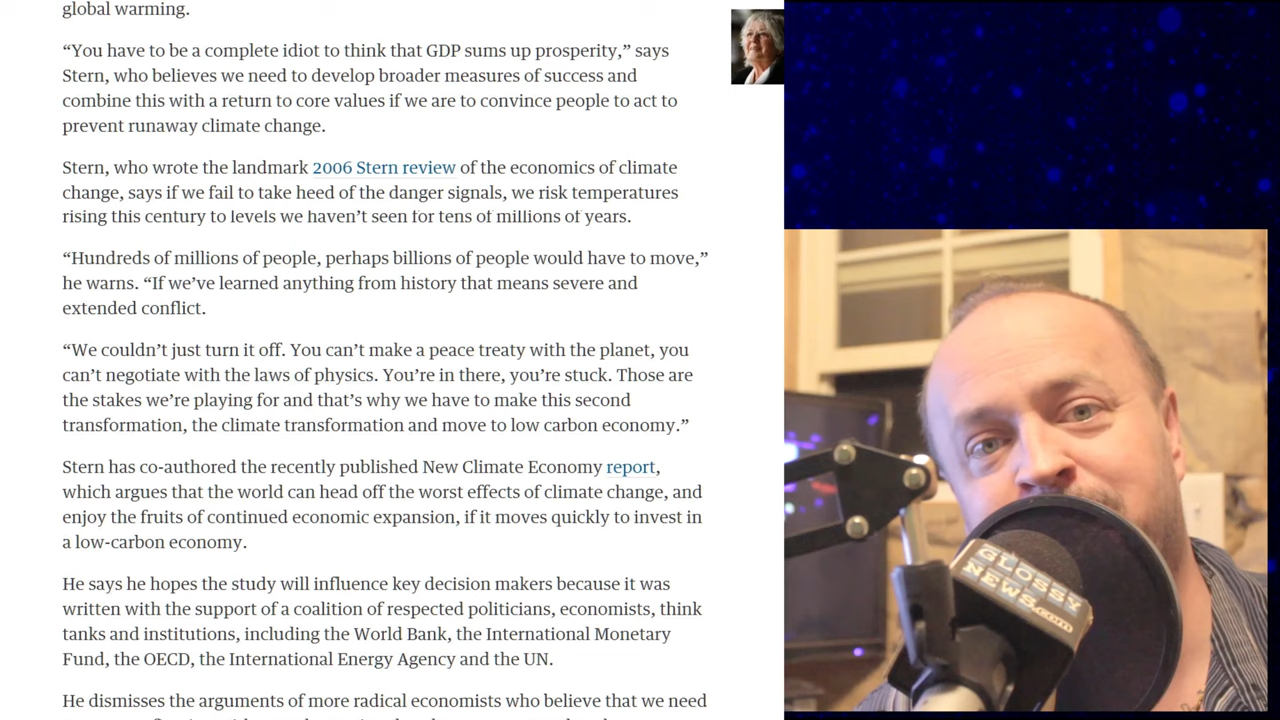 global warming.
“You have to be a complete idiot to think that GDP sums up prosperity,” says
Stern, who believes we need to develop broader measures of success and
combine this with a return to core values if we are to convince people to act to
prevent runaway climate change.
Stern, who wrote the landmark 2006 Stern review of the economics of climate
change, says if we fail to take heed of the danger signals, we risk temperatures
rising this century to levels we haven’t seen for tens of millions of years.
“Hundreds of millions of people, perhaps billions of people would have to move,”
he warns. “If we’ve learned anything from history that means severe and
extended conflict.
“We couldn’t just turn it off. You can’t make a peace treaty with the planet, you
can’t negotiate with the laws of physics. You’re in there, you’re stuck. Those are
the stakes we’re playing for and that’s why we have to make this second
transformation, the climate transformation and move to low carbon economy.”
Stern has co-authored the recently published New Climate Economy report,
which argues that the world can head off the worst effects of climate change, and
enjoy the fruits of continued economic expansion, if it moves quickly to invest in
a low-carbon economy.
He says he hopes the study will influence key decision makers because it was
written with the support of a coalition of respected politicians, economists, think
tanks and institutions, including the World Bank, the International Monetary
Fund, the OECD, the International Energy Agency and the UN.
He dismisses the arguments of more radical economists who believe that we need
GLOSSY
NEWS.com